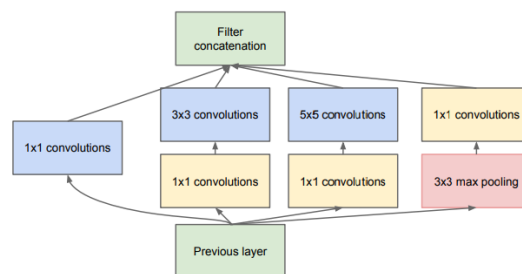 Filter
concatenation
3x3 convolutions
5x5 convolutions
1x1 convolutions
1x1 convolutions
1x1 convolutions
1x1 convolutions
3x3 max pooling
Previous layer